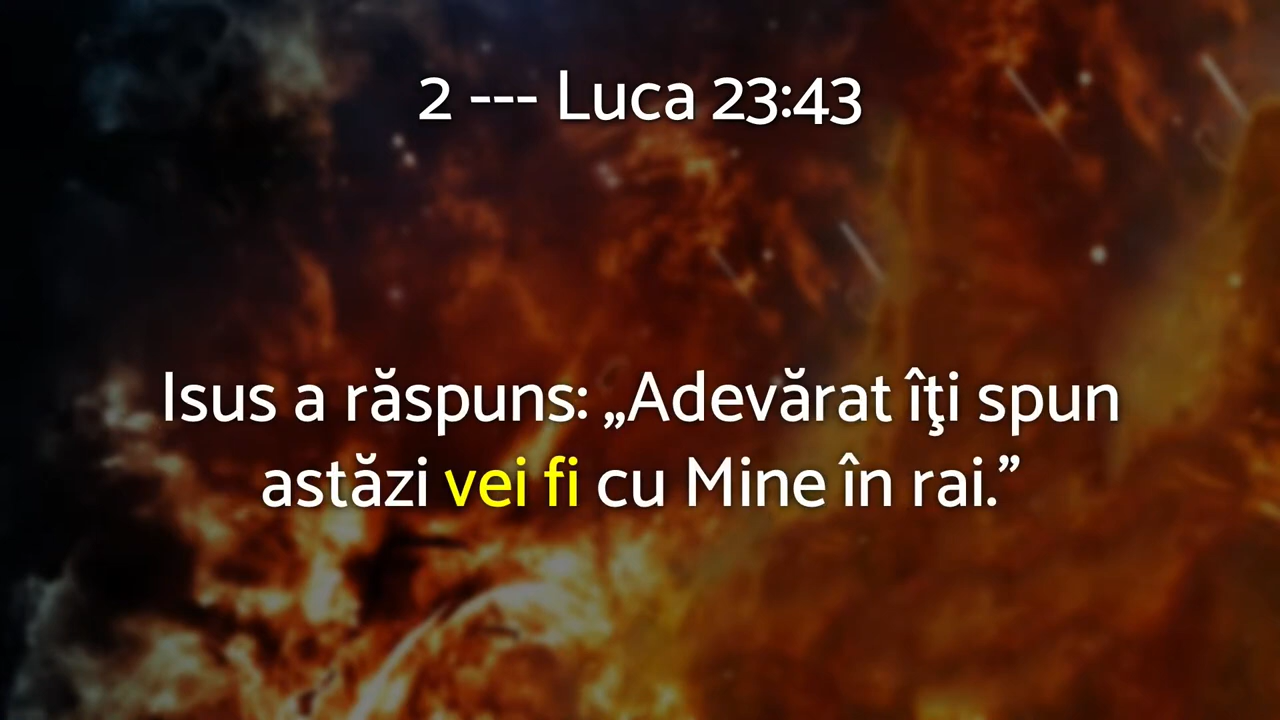 2 --- Luca 23:43
Isus a răspuns: „Adevărat îţi spun
astăzi vei fi cu Mine în rai.”